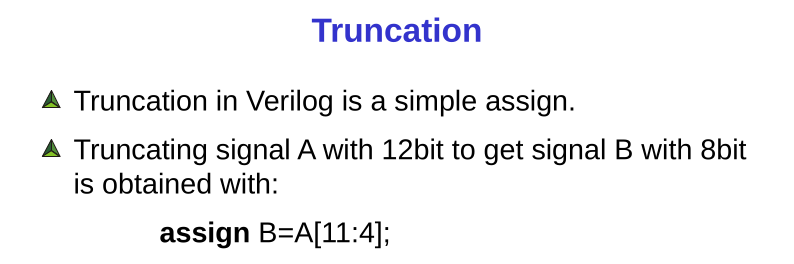 Truncation
Truncation in Verilog is a simple assign.
Truncating signal A with 12bit to get signal B with 8bit
is obtained with:
assign B=A[11:4];